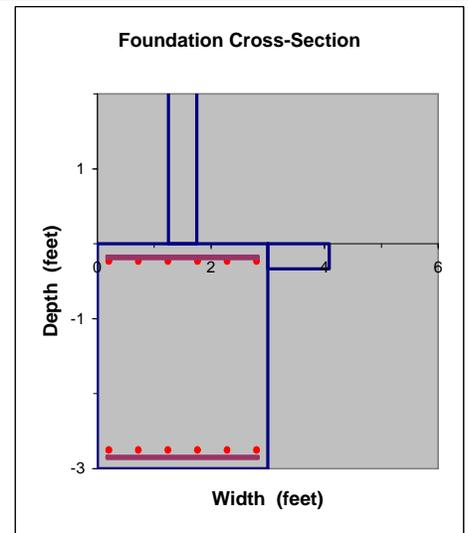 Foundation Cross-Section
1
0 2 4 6
-1
-3
Depth (feet)
Width (feet)